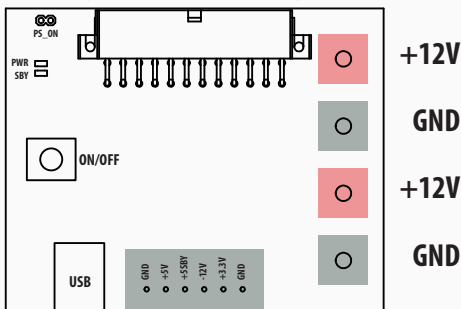 PS_ON
PWR
SBY
ON/OFF
USB
GND
+5V
+5SBY
-12V
+3.3V
GND
+12V
GND
+12V
GND